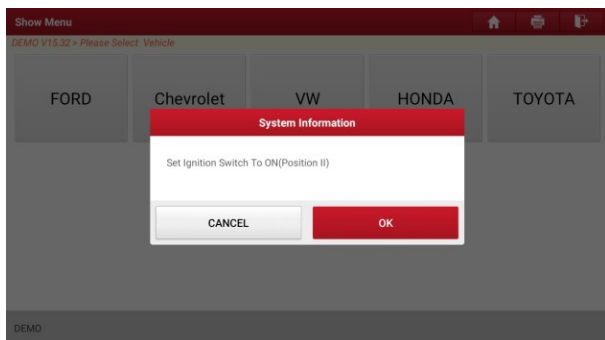 Show Menu
DEMO V15.32 > Please Select Vehicle
FORD
Chevrolet
VW
HONDA
TOYOTA
System Information
Set Ignition Switch To ON(Position II)
CANCEL
OK
DEMO